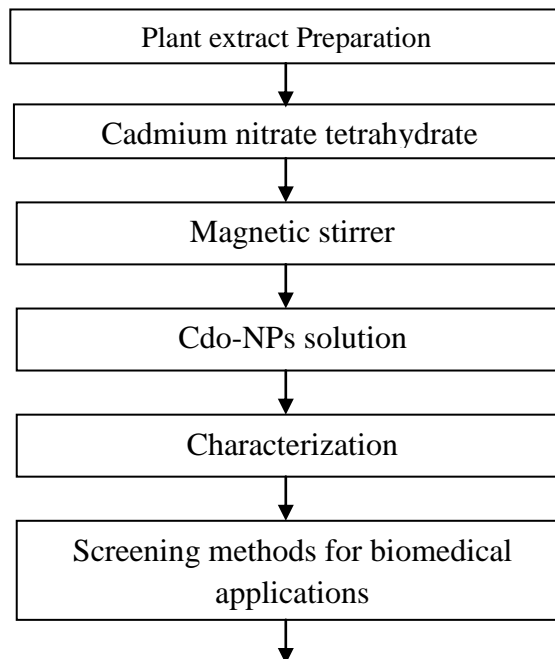 Plant extract Preparation
Cadmium nitrate tetrahydrate
Magnetic stirrer
Cdo-NPs solution
Characterization
Screening methods for biomedical
applications